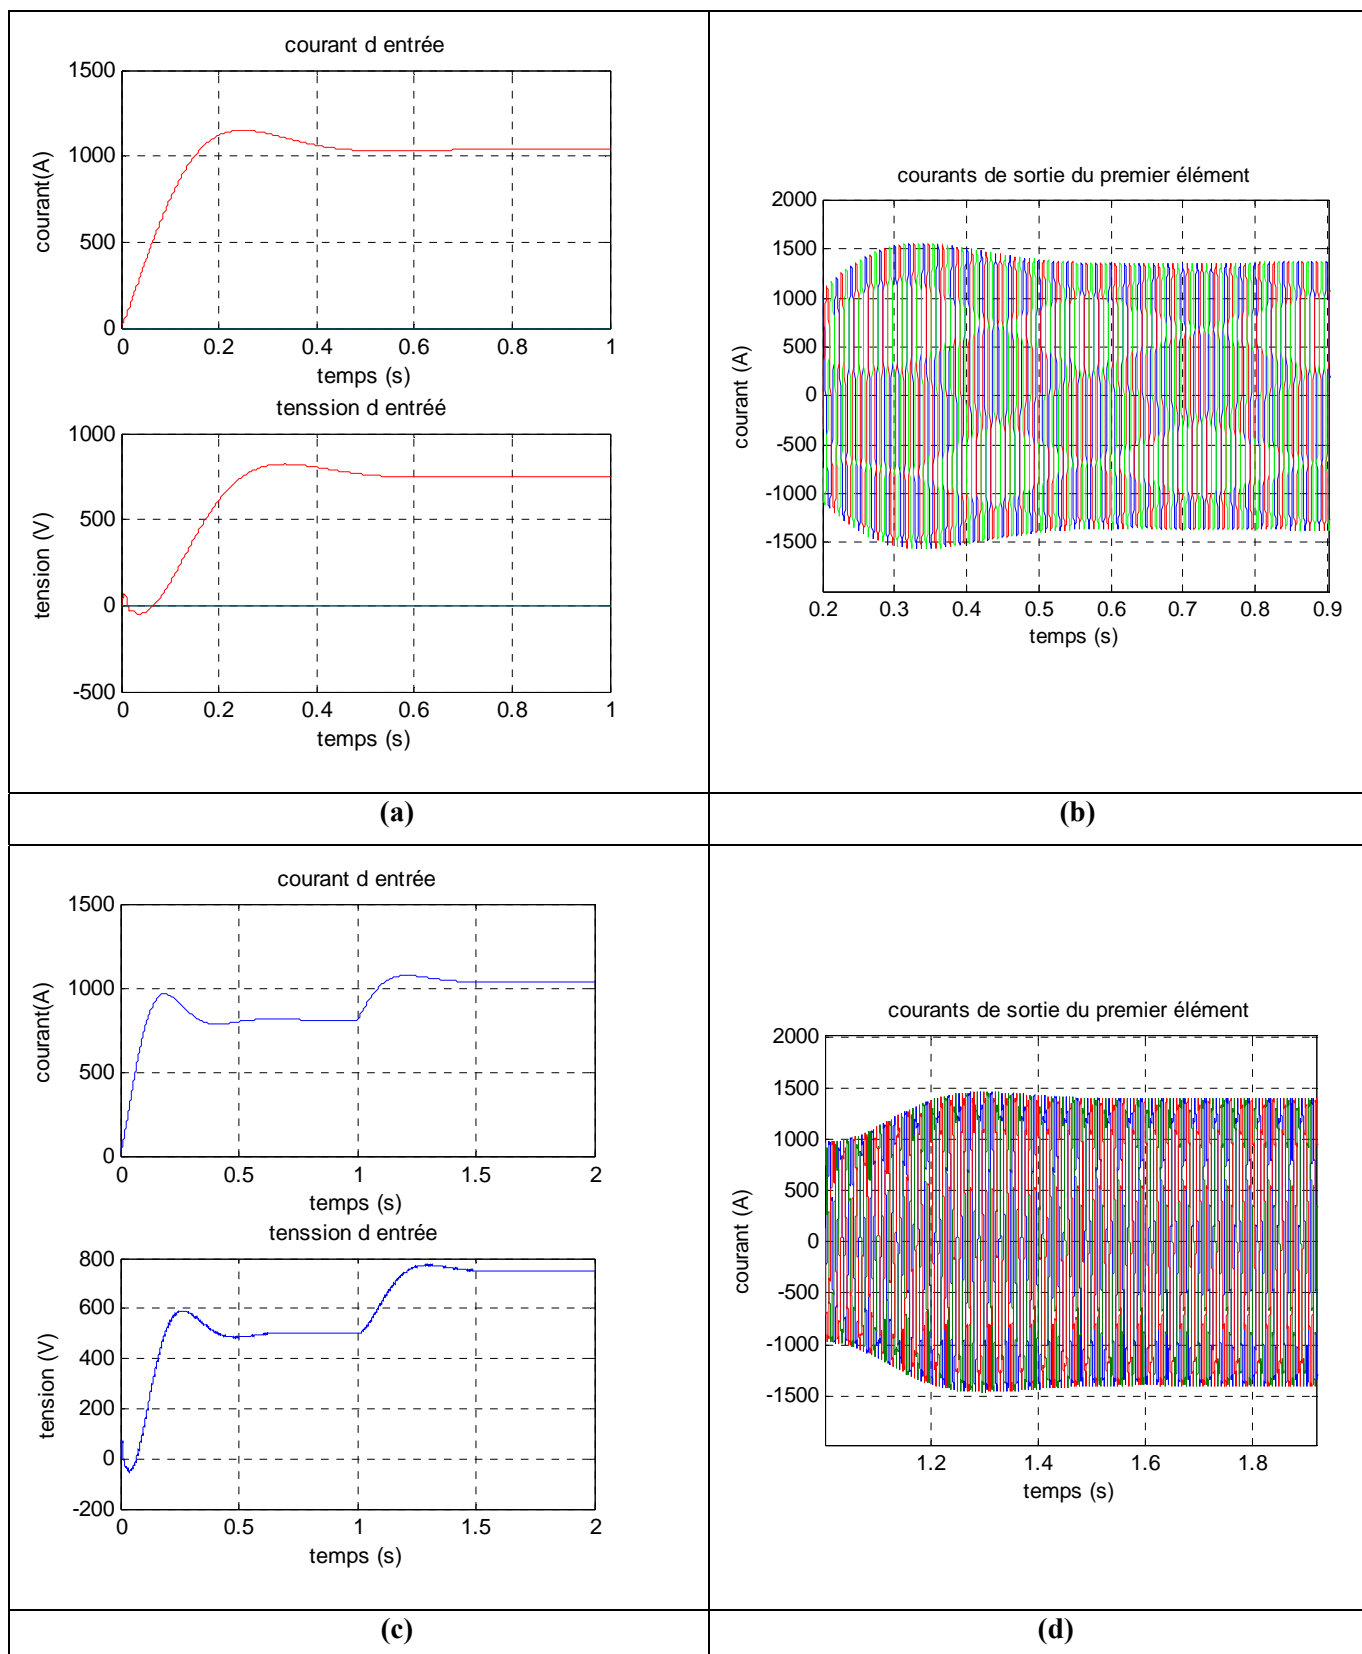 courant d entrée
1500
1000
500
0
courant(A)
0 0.2 0.4 0.6 0.8 1
temps (s)
tenssion d entréé
1000
500
0
-500
tension (V)
0 0.2 0.4 0.6 0.8 1
temps (s)
courants de sortie du premier élément
2000
1500
1000
500
0
-500
-1000
-1500
courant (A)
0.2 0.3 0.4 0.5 0.6 0.7 0.8 0.9
temps (s)
(a)
(b)
courant d entrée
1500
1000
500
0
courant(A)
0 0.5 1 1.5 2
temps (s)
tenssion d entrée
800
600
400
200
0
-200
tension (V)
0 0.5 1 1.5 2
temps (s)
courants de sortie du premier élément
2000
1500
1000
500
0
-500
-1000
-1500
courant (A)
1.2 1.4 1.6 1.8
temps (s)
(c)
(d)